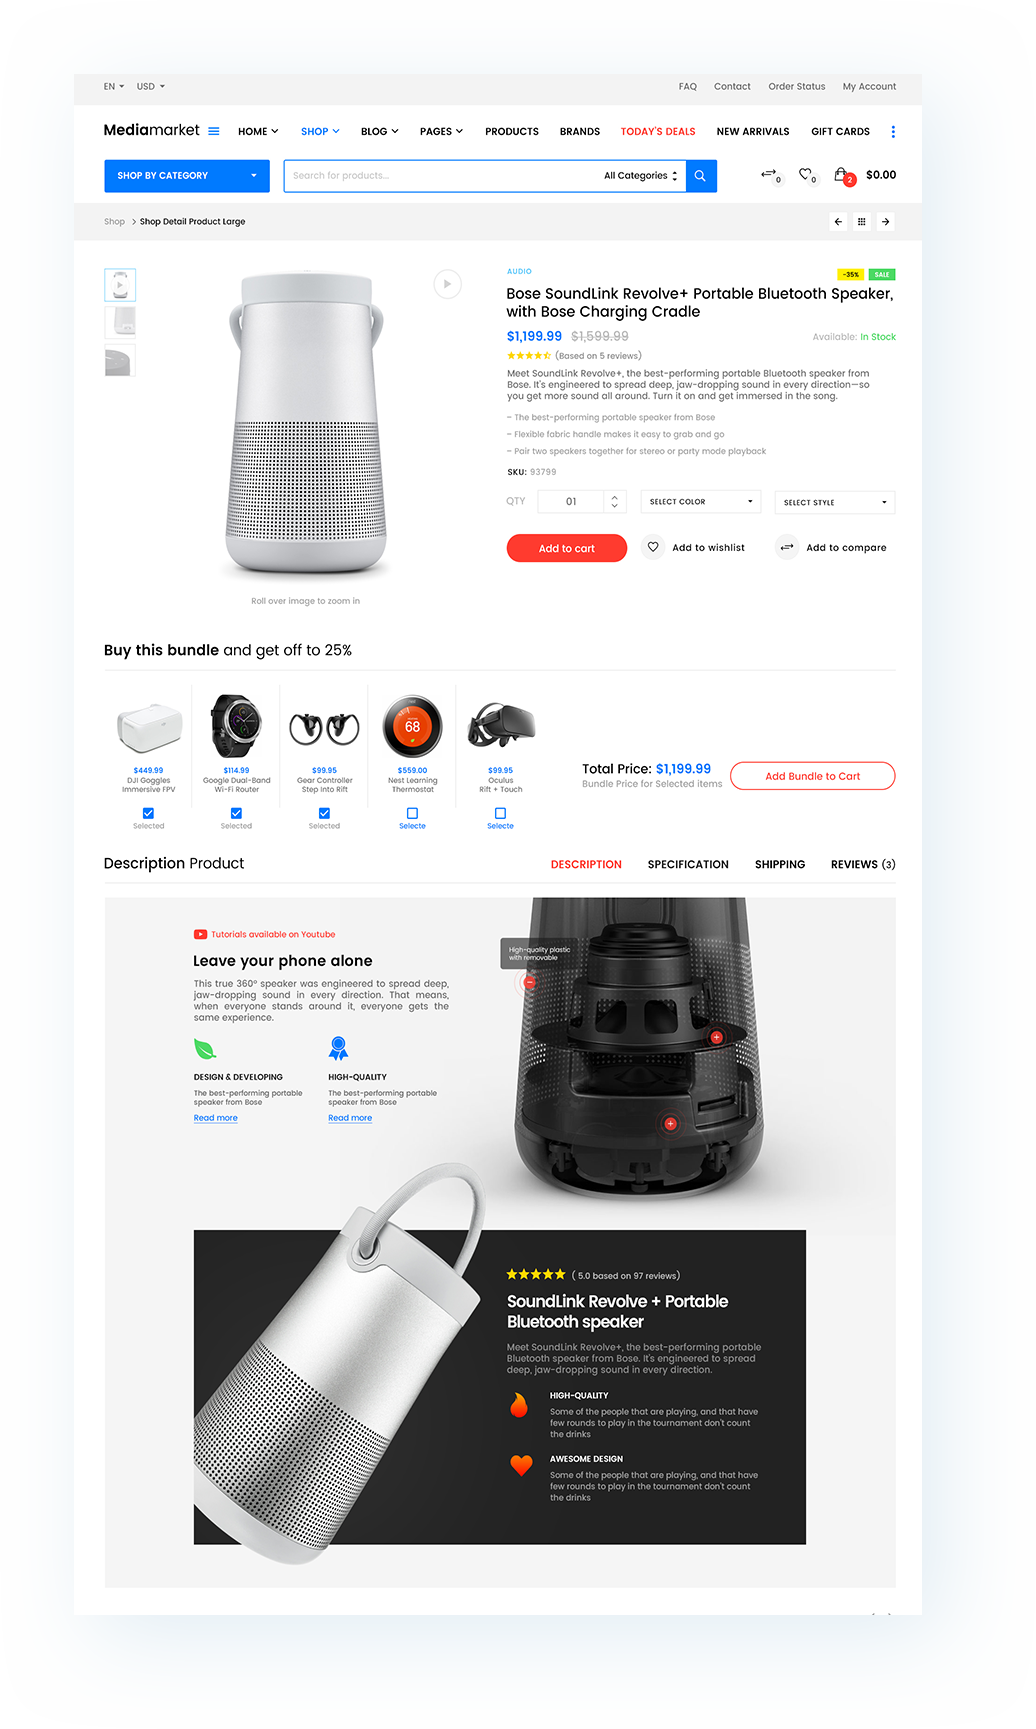 EN USD FAQ Contact Order Status My Account
Mediamarket HOME SHOP BLOG PAGES PRODUCTS BRANDS TODAY'S DEALS NEW ARRIVALS GIFT CARDS
SHOP BY CATEGORY Search for products... All Categories 0 0 2 $0.00
Shop > Shop Detail Product Large
AUDIO -35% SALE
Bose SoundLink Revolve+ Portable Bluetooth Speaker,
with Bose Charging Cradle
$1,199.99 $1,599.99 Available: In Stock
(Based on 5 reviews)
Meet SoundLink Revolve+, the best-performing portable Bluetooth speaker from
Bose. It's engineered to spread deep, jaw-dropping sound in every direction—so
you get more sound all around. Turn it on and get immersed in the song.
– The best-performing portable speaker from Bose
– Flexible fabric handle makes it easy to grab and go
– Pair two speakers together for stereo or party mode playback
SKU: 93799
QTY 01 SELECT COLOR SELECT STYLE
Add to cart Add to wishlist Add to compare
Roll over image to zoom in
Buy this bundle and get off to 25%
68
$449.99 $114.99 $99.95 $559.00 $99.95
DJI Goggles Google Dual-Band Gear Controller Nest Learning Oculus
Immersive FPV Wi-Fi Router Step Into Rift Thermostat Rift + Touch
Selected Selected Selected Selecte Selecte
Total Price: $1,199.99
Bundle Price for Selected items
Add Bundle to Cart
Description Product DESCRIPTION SPECIFICATION SHIPPING REVIEWS (3)
Tutorials available on Youtube
Leave your phone alone
This true 360° speaker was engineered to spread deep,
jaw-dropping sound in every direction. That means,
when everyone stands around it, everyone gets the
same experience.
High-quality plastic
with removable
DESIGN & DEVELOPING HIGH-QUALITY
The best-performing portable The best-performing portable
speaker from Bose speaker from Bose
Read more Read more
( 5.0 based on 97 reviews)
SoundLink Revolve + Portable
Bluetooth speaker
Meet SoundLink Revolve+, the best-performing portable
Bluetooth speaker from Bose. It's engineered to spread
deep, jaw-dropping sound in every direction.
HIGH-QUALITY
Some of the people that are playing, and that have
few rounds to play in the tournament don't count
the drinks
AWESOME DESIGN
Some of the people that are playing, and that have
few rounds to play in the tournament don't count
the drinks